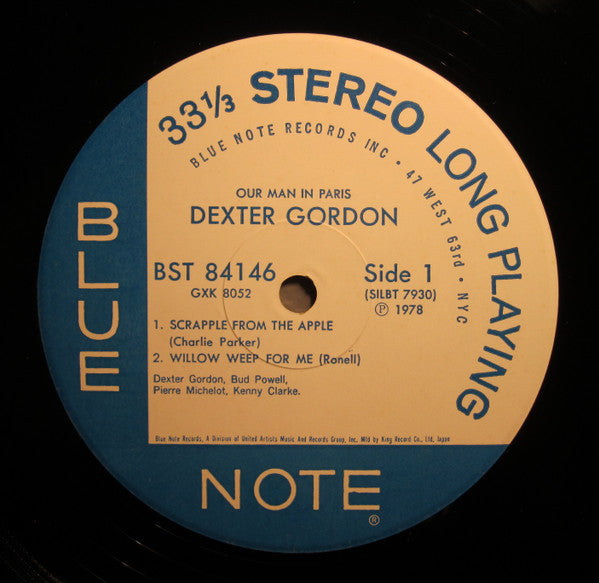 33⅓ STEREO LONG PLAYING
BLUE NOTE RECORDS INC • 47 WEST 63rd • NYC
OUR MAN IN PARIS
DEXTER GORDON
BST 84146 Side 1
GXK 8052 (SILBT 7930)
Ⓟ 1978
1. SCRAPPLE FROM THE APPLE
(Charlie Parker)
2. WILLOW WEEP FOR ME (Ronell)
Dexter Gordon, Bud Powell,
Pierre Michelot, Kenny Clarke.
Blue Note Records, A Division of United Artists Music And Records Group, Inc. Mfd by King Record Co., Ltd, Japan
BLUE
NOTE®